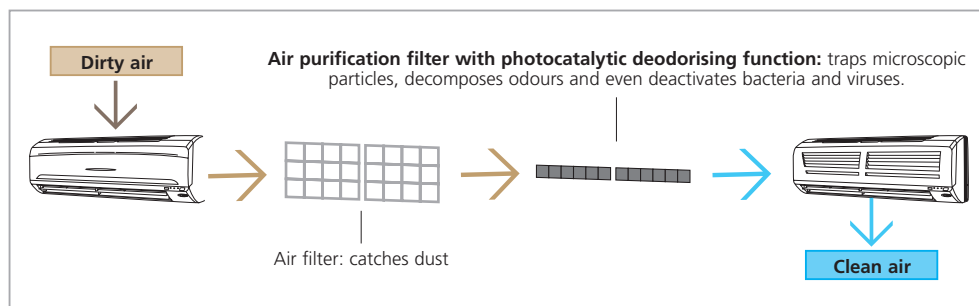 Dirty air
Air purification filter with photocatalytic deodorising function: traps microscopic
particles, decomposes odours and even deactivates bacteria and viruses.
Air filter: catches dust
Clean air